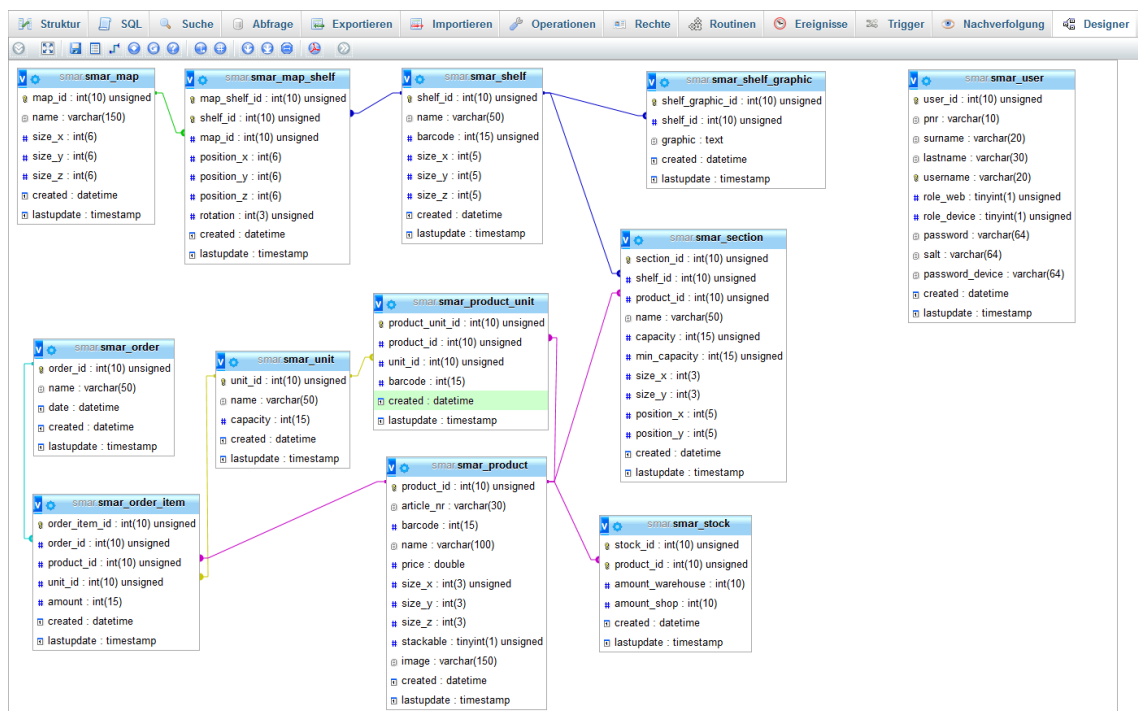 Struktur SQL Suche Abfrage Exportieren Importieren Operationen Rechte Routinen Ereignisse Trigger Nachverfolgung Designer
smar.smar_map
map_id : int(10) unsigned
name : varchar(150)
size_x : int(6)
size_y : int(6)
size_z : int(6)
created : datetime
lastupdate : timestamp
smar.smar_map_shelf
map_shelf_id : int(10) unsigned
shelf_id : int(10) unsigned
map_id : int(10) unsigned
position_x : int(6)
position_y : int(6)
position_z : int(6)
rotation : int(3) unsigned
created : datetime
lastupdate : timestamp
smar.smar_shelf
shelf_id : int(10) unsigned
name : varchar(50)
barcode : int(15) unsigned
size_x : int(5)
size_y : int(5)
size_z : int(5)
created : datetime
lastupdate : timestamp
smar.smar_shelf_graphic
shelf_graphic_id : int(10) unsigned
shelf_id : int(10) unsigned
graphic : text
created : datetime
lastupdate : timestamp
smar.smar_user
user_id : int(10) unsigned
pnr : varchar(10)
surname : varchar(20)
lastname : varchar(30)
username : varchar(20)
role_web : tinyint(1) unsigned
role_device : tinyint(1) unsigned
password : varchar(64)
salt : varchar(64)
password_device : varchar(64)
created : datetime
lastupdate : timestamp
smar.smar_section
section_id : int(10) unsigned
shelf_id : int(10) unsigned
product_id : int(10) unsigned
name : varchar(50)
capacity : int(15) unsigned
min_capacity : int(15) unsigned
size_x : int(3)
size_y : int(3)
position_x : int(5)
position_y : int(5)
created : datetime
lastupdate : timestamp
smar.smar_product_unit
product_unit_id : int(10) unsigned
product_id : int(10) unsigned
unit_id : int(10) unsigned
barcode : int(15)
created : datetime
lastupdate : timestamp
smar.smar_order
order_id : int(10) unsigned
name : varchar(50)
date : datetime
created : datetime
lastupdate : timestamp
smar.smar_unit
unit_id : int(10) unsigned
name : varchar(50)
capacity : int(15)
created : datetime
lastupdate : timestamp
smar.smar_product
product_id : int(10) unsigned
article_nr : varchar(30)
barcode : int(15)
name : varchar(100)
price : double
size_x : int(3) unsigned
size_y : int(3)
size_z : int(3)
stackable : tinyint(1) unsigned
image : varchar(150)
created : datetime
lastupdate : timestamp
smar.smar_order_item
order_item_id : int(10) unsigned
order_id : int(10) unsigned
product_id : int(10) unsigned
unit_id : int(10) unsigned
amount : int(15)
created : datetime
lastupdate : timestamp
smar.smar_stock
stock_id : int(10) unsigned
product_id : int(10) unsigned
amount_warehouse : int(10)
amount_shop : int(10)
created : datetime
lastupdate : timestamp